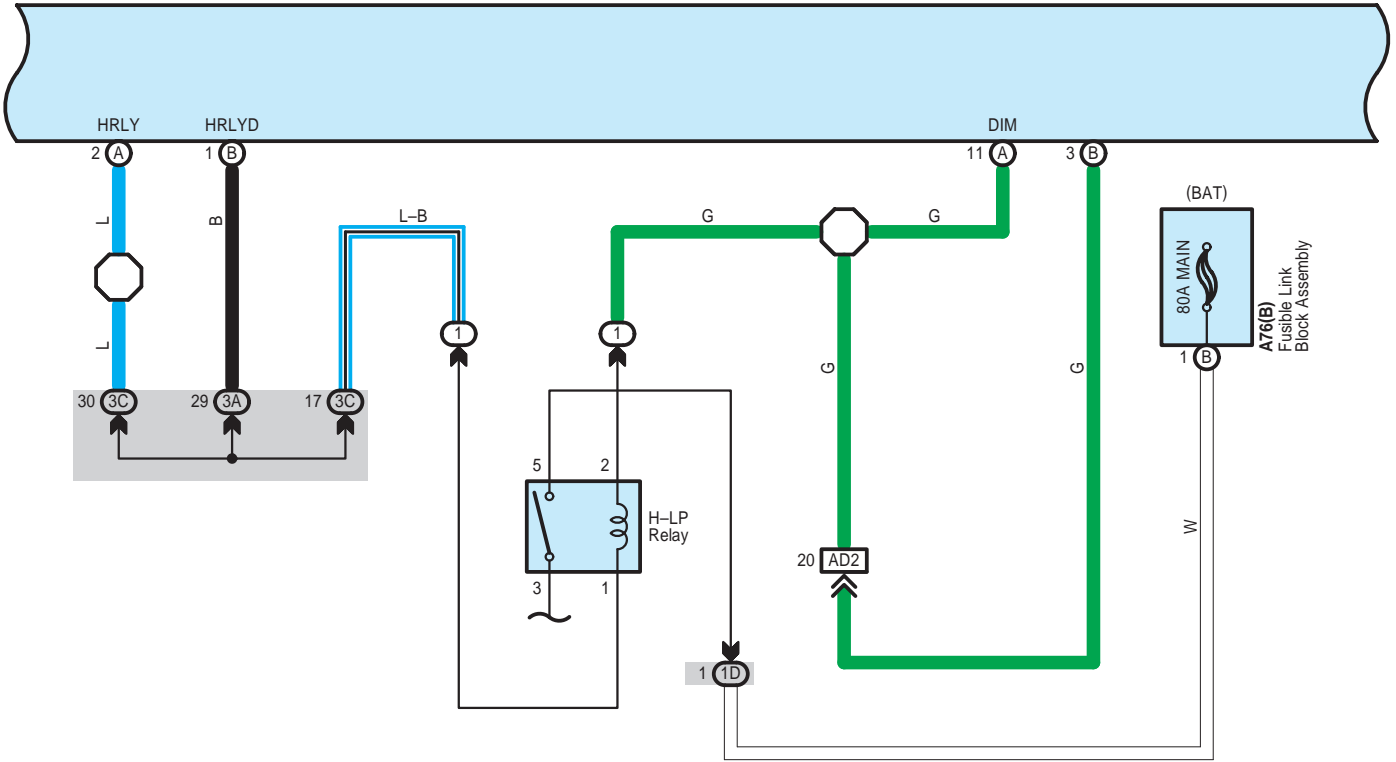 HRLY
HRLYD
DIM
2 A
1 B
11 A
3 B
(BAT)
L
B
L–B
G
G
80A MAIN
A76(B)
Fusible Link
Block Assembly
L
1
1
1 B
G
G
30 3C
29 3A
17 3C
5
2
H–LP
Relay
W
20 AD2
3
1
1 1D